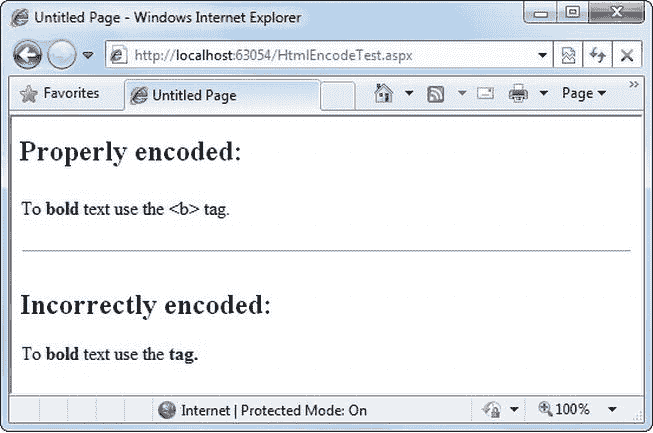 Untitled Page - Windows Internet Explorer
http://localhost:63054/HtmlEncodeTest.aspx
Favorites
Untitled Page
Page
Properly encoded:
To bold text use the <b> tag.
Incorrectly encoded:
To bold text use the tag.
Internet | Protected Mode: On
100%